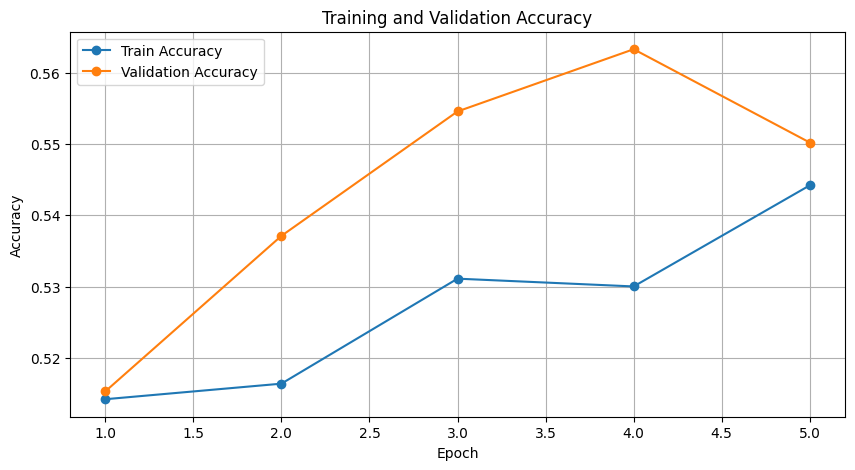 Training and Validation Accuracy
Train Accuracy
Validation Accuracy
Accuracy
0.56
0.55
0.54
0.53
0.52
1.0 1.5 2.0 2.5 3.0 3.5 4.0 4.5 5.0
Epoch